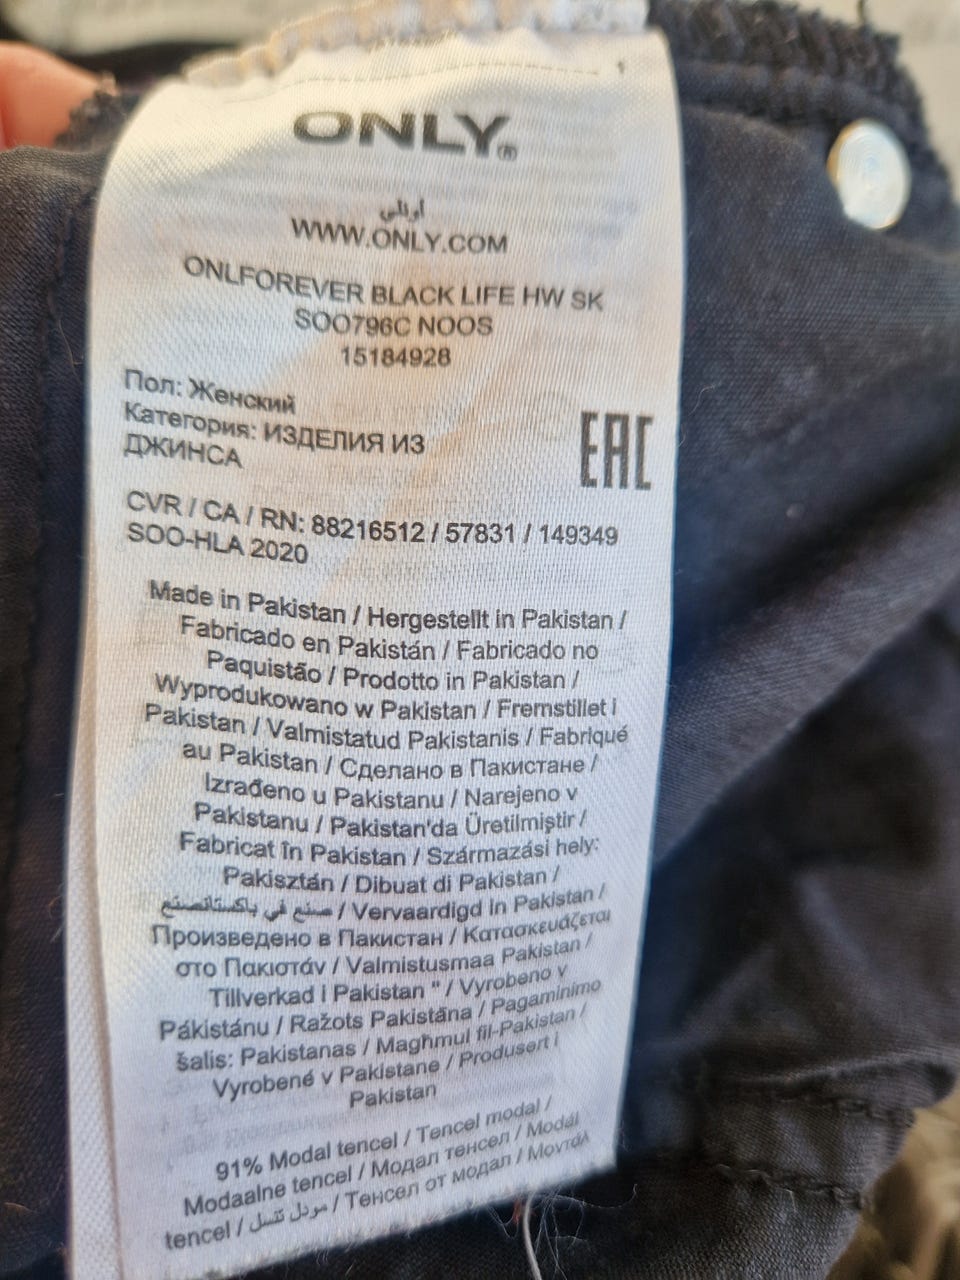 ONLY®
أونلي
WWW.ONLY.COM
ONLFOREVER BLACK LIFE HW SK
SOO796C NOOS
15184928
Пол: Женский
Категория: ИЗДЕЛИЯ ИЗ
ДЖИНСА
EAC
CVR / CA / RN: 88216512 / 57831 / 149349
SOO-HLA 2020
Made in Pakistan / Hergestellt in Pakistan /
Fabricado en Pakistán / Fabricado no
Paquistão / Prodotto in Pakistan /
Wyprodukowano w Pakistan / Fremstillet i
Pakistan / Valmistatud Pakistanis / Fabriqué
au Pakistan / Сделано в Пакистане /
Izrađeno u Pakistanu / Narejeno v
Pakistanu / Pakistan'da Üretilmiştir /
Fabricat în Pakistan / Származási hely:
Pakisztán / Dibuat di Pakistan /
صنع في باكستانصنع / Vervaardigd in Pakistan /
Произведено в Пакистан / Κατασκευάζεται
στο Πακιστάν / Valmistusmaa Pakistan /
Tillverkad i Pakistan " / Vyrobeno v
Pákistánu / Ražots Pakistāna / Pagaminimo
šalis: Pakistanas / Magħmul fil-Pakistan /
Vyrobené v Pakistane / Produsert i
Pakistan
91% Modal tencel / Tencel modal /
Modaalne tencel / Модал тенсел / Modál
tencel / مودل تنسل / Тенсел от модал / Μοντάλ